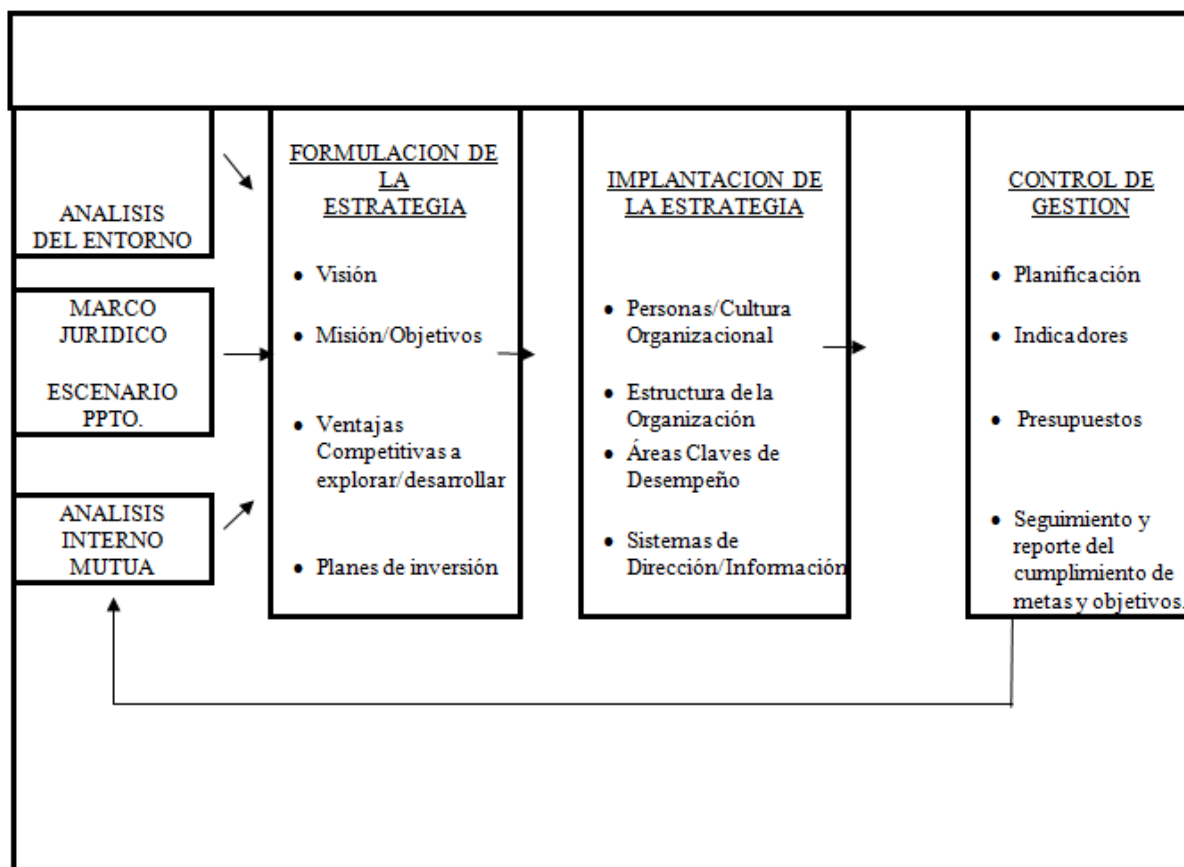 ANALISIS
DEL ENTORNO
MARCO
JURIDICO
ESCENARIO
PPTO.
ANALISIS
INTERNO
MUTUA
FORMULACION DE
LA
ESTRATEGIA
• Visión
• Misión/Objetivos
• Ventajas
Competitivas a
explorar/desarrollar
• Planes de inversión
IMPLANTACION DE
LA ESTRATEGIA
• Personas/Cultura
Organizacional
• Estructura de la
Organización
• Áreas Claves de
Desempeño
• Sistemas de
Dirección/Información
CONTROL DE
GESTION
• Planificación
• Indicadores
• Presupuestos
• Seguimiento y
reporte del
cumplimiento de
metas y objetivos.